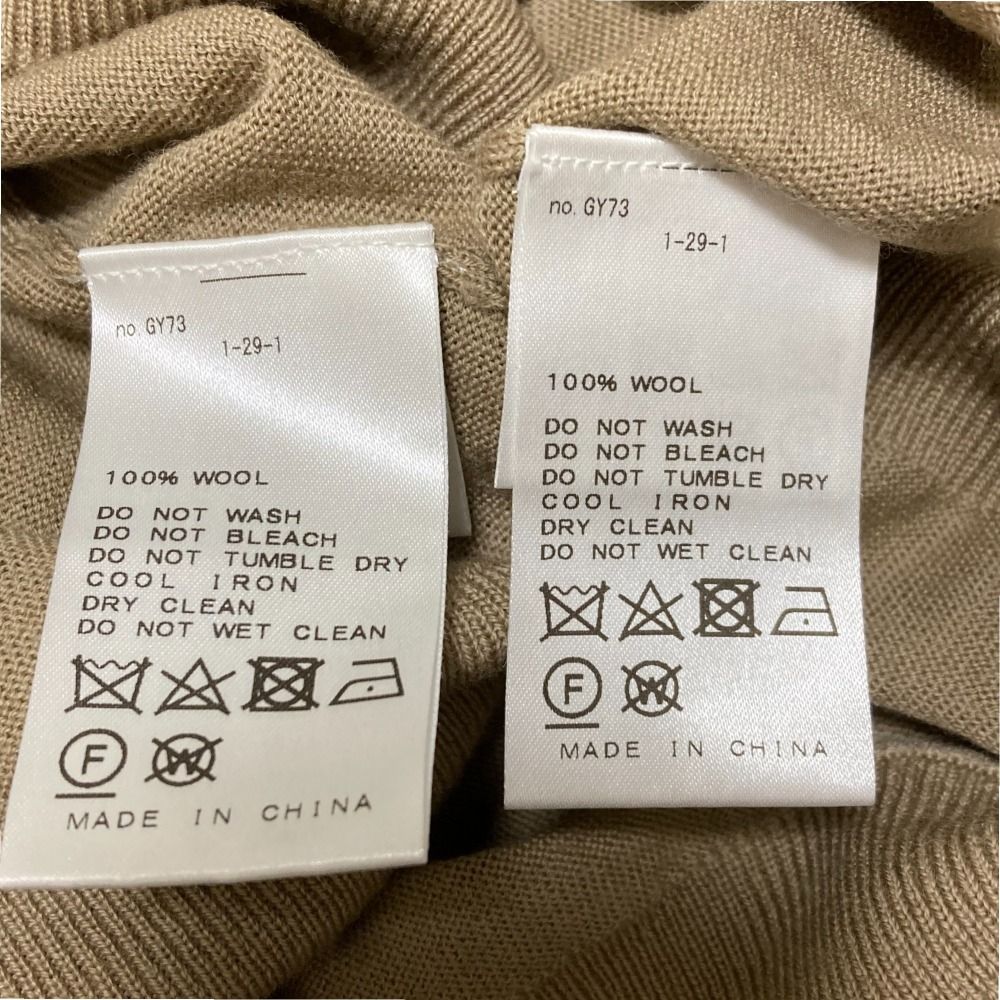 no. GY73
1-29-1
100% WOOL
DO NOT WASH
DO NOT BLEACH
DO NOT TUMBLE DRY
COOL IRON
DRY CLEAN
DO NOT WET CLEAN
F W
MADE IN CHINA
no. GY73
1-29-1
100% WOOL
DO NOT WASH
DO NOT BLEACH
DO NOT TUMBLE DRY
COOL IRON
DRY CLEAN
DO NOT WET CLEAN
F W
MADE IN CHINA